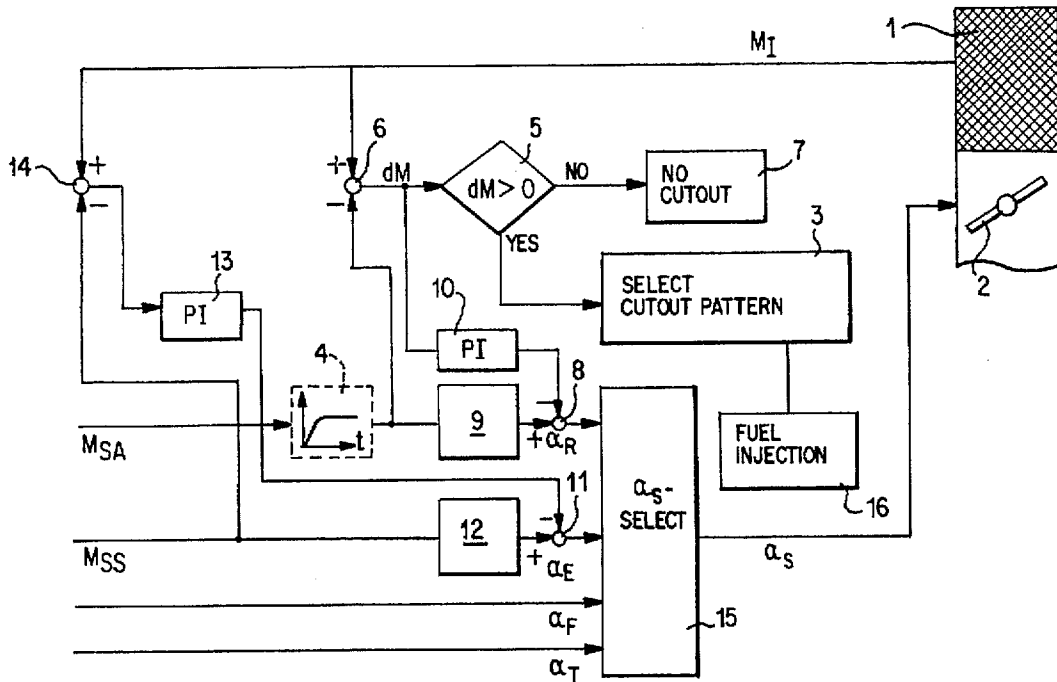 1
M_I
6
5
7
14
+
−
+
−
dM
dM > 0
NO
NO
CUTOUT
YES
3
2
13
PI
SELECT
CUTOUT PATTERN
10
PI
4
t
8
−
9
+
α_R
M_SA
FUEL
INJECTION
16
11
−
α_S-
SELECT
12
+
α_E
M_SS
α_S
α_F
15
α_T